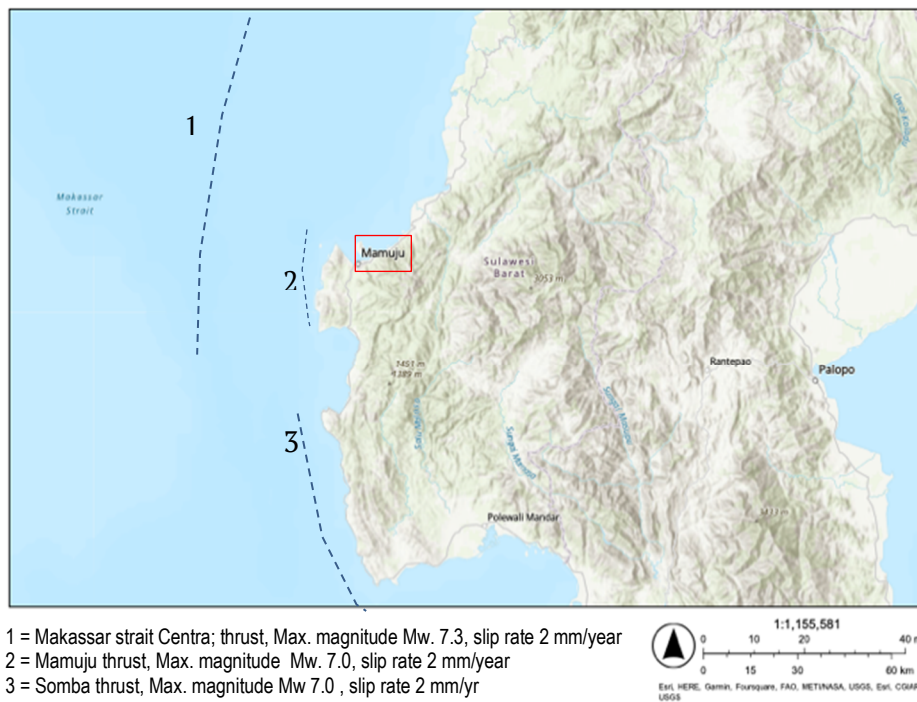 1
Makassar
Strait
Mamuju
Sulawesi
Barat
3053 m
2
1451 m
1389 m
Rantepao
Palopo
3
Polewali Mandar
1 = Makassar strait Centra; thrust, Max. magnitude Mw. 7.3, slip rate 2 mm/year
2 = Mamuju thrust, Max. magnitude Mw. 7.0, slip rate 2 mm/year
3 = Somba thrust, Max. magnitude Mw 7.0 , slip rate 2 mm/yr
1:1,155,581
0 10 20 40 m
0 15 30 60 km
Esri, HERE, Garmin, Foursquare, FAO, METI/NASA, USGS, Esri, CGIAR
USGS